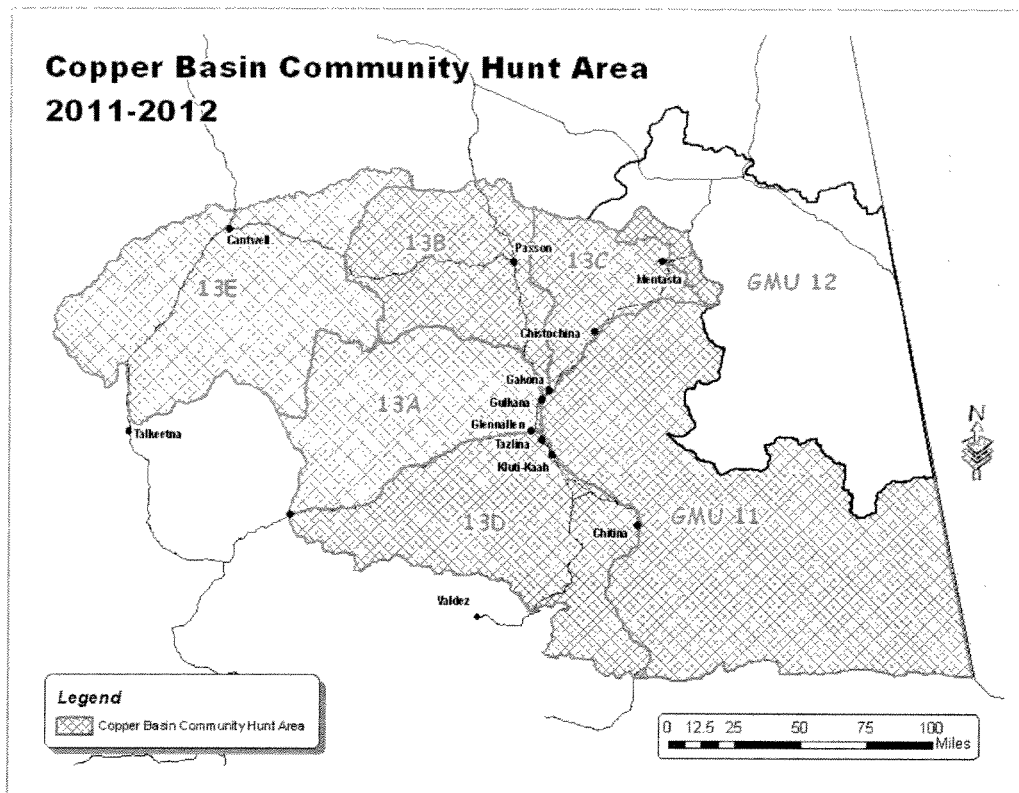 Copper Basin Community Hunt Area
2011-2012
Cantwell
13B
Paxson
13C
Mentasta
GMU 12
13E
Chistochina
Gakona
Gulkana
13A
Glennallen
Tazlina
Kluti-Kaah
Talkeetna
N
13D
GMU 11
Chitina
Valdez
Legend
Copper Basin Community Hunt Area
0 12.5 25 50 75 100
Miles